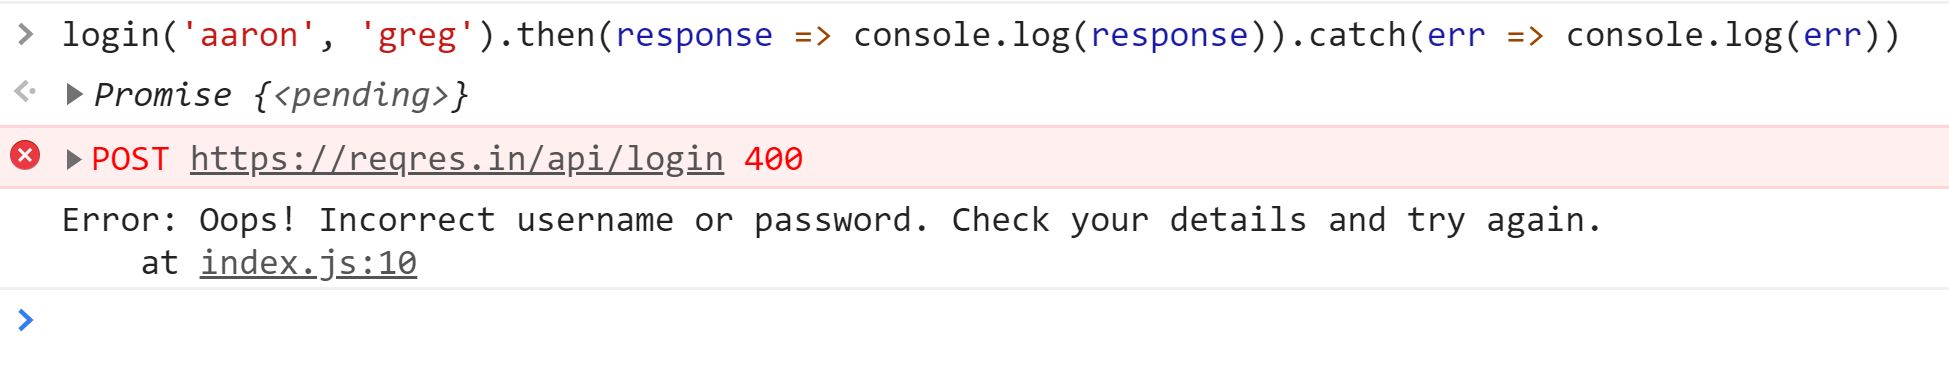 login('aaron', 'greg').then(response => console.log(response)).catch(err => console.log(err))
Promise {<pending>}
POST https://reqres.in/api/login 400
Error: Oops! Incorrect username or password. Check your details and try again.
at index.js:10